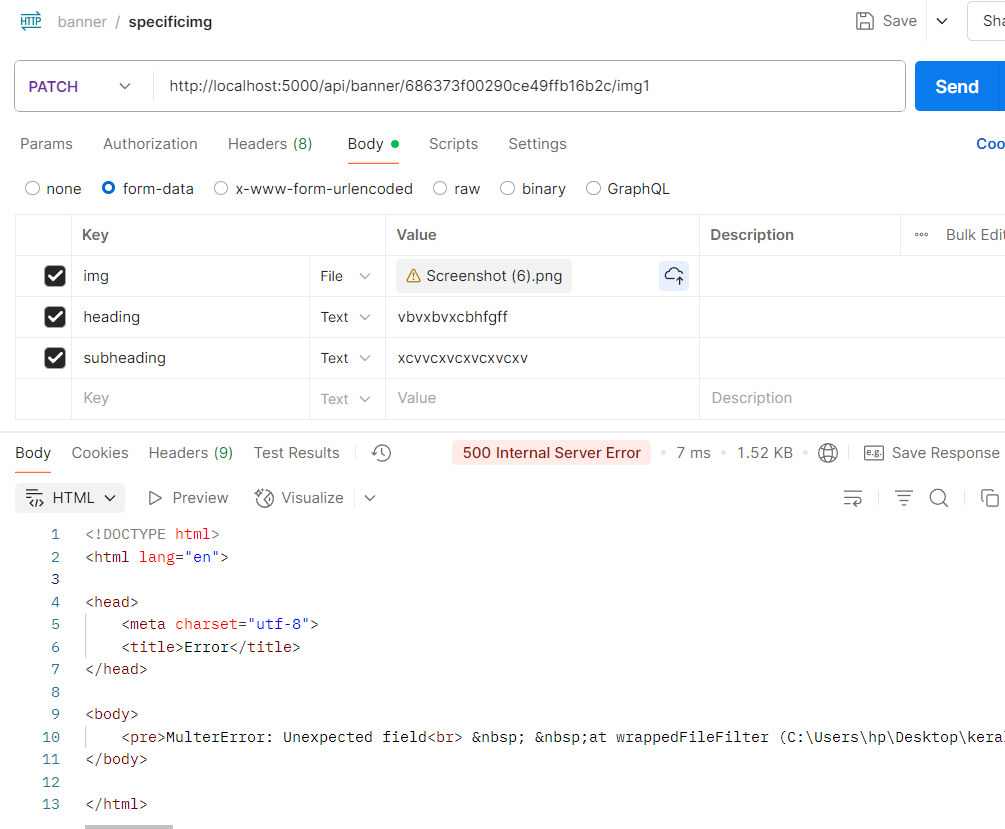 HTTP banner / specificimg Save Sha
PATCH http://localhost:5000/api/banner/686373f00290ce49ffb16b2c/img1 Send
Params Authorization Headers (8) Body Scripts Settings Coo
none form-data x-www-form-urlencoded raw binary GraphQL
Key Value Description Bulk Edit
img File Screenshot (6).png
heading Text vbvxbvxcbhfgff
subheading Text xcvvcxvcxvcxvcxv
Key Text Value Description
Body Cookies Headers (9) Test Results 500 Internal Server Error 7 ms 1.52 KB e.g. Save Response
HTML Preview Visualize
1 <!DOCTYPE html>
2 <html lang="en">
3
4 <head>
5 <meta charset="utf-8">
6 <title>Error</title>
7 </head>
8
9 <body>
10 <pre>MulterError: Unexpected field<br> &nbsp; &nbsp;at wrappedFileFilter (C:\Users\hp\Desktop\kera
11 </body>
12
13 </html>